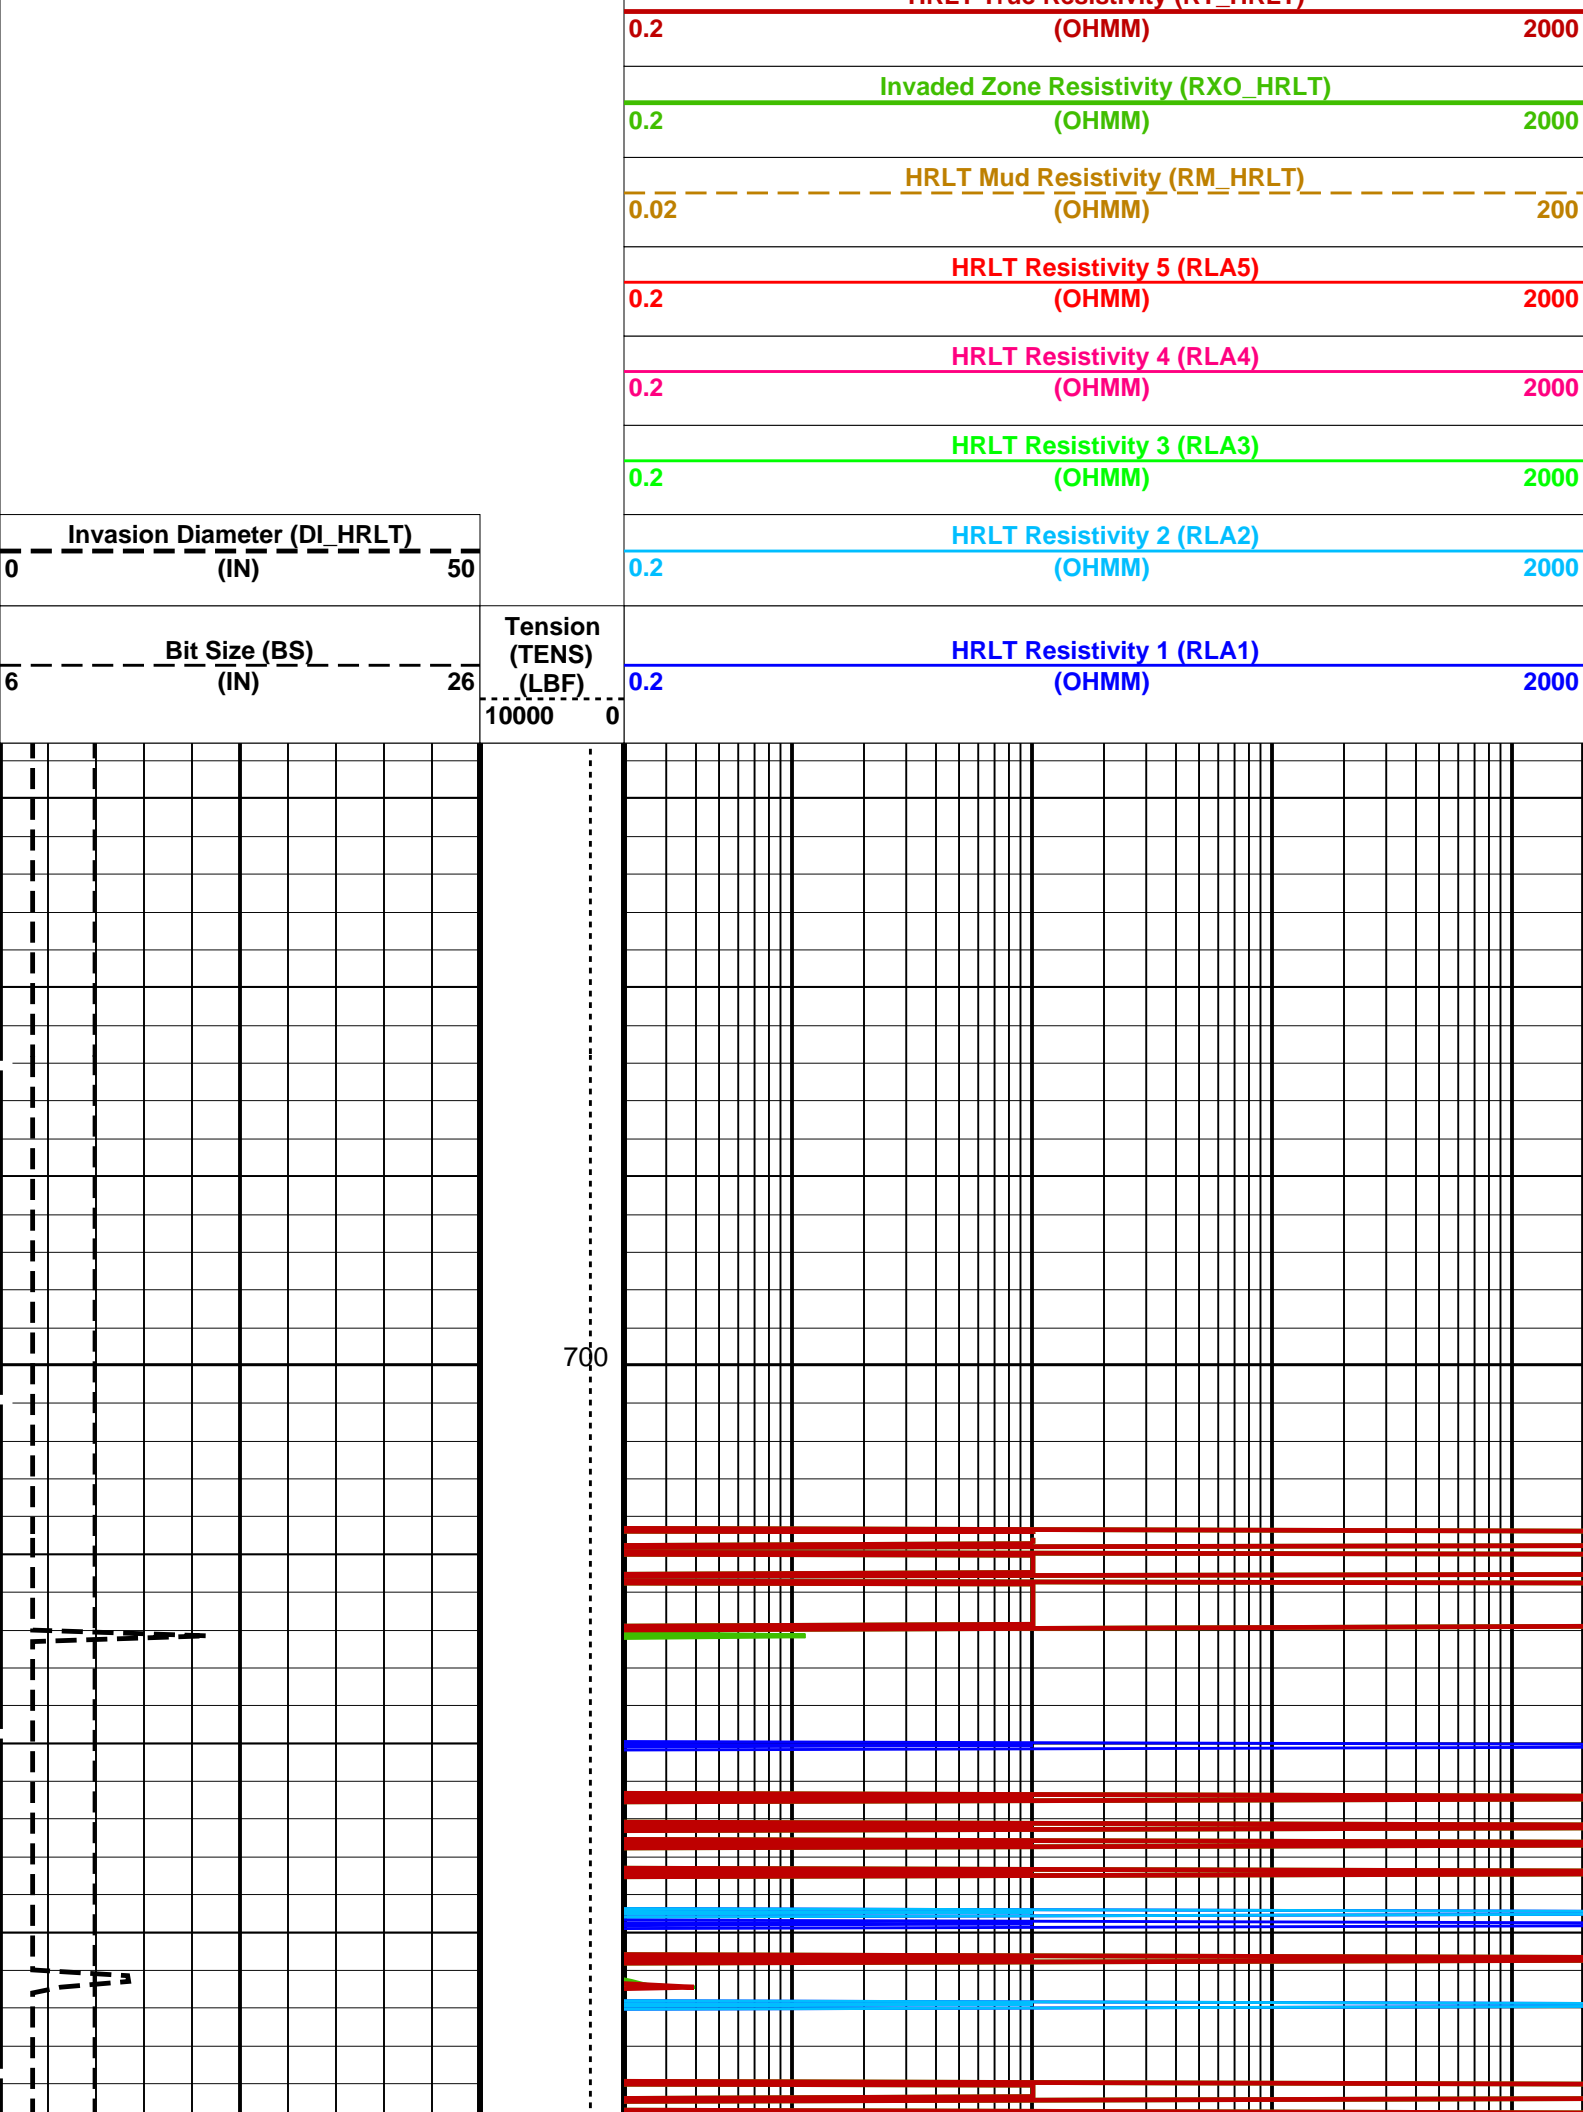 HRLT True Resistivity (RT_HRLT)
0.2 (OHMM) 2000
Invaded Zone Resistivity (RXO_HRLT)
0.2 (OHMM) 2000
HRLT Mud Resistivity (RM_HRLT)
0.02 (OHMM) 200
HRLT Resistivity 5 (RLA5)
0.2 (OHMM) 2000
HRLT Resistivity 4 (RLA4)
0.2 (OHMM) 2000
HRLT Resistivity 3 (RLA3)
0.2 (OHMM) 2000
Invasion Diameter (DI_HRLT)
0 (IN) 50
HRLT Resistivity 2 (RLA2)
0.2 (OHMM) 2000
Bit Size (BS)
6 (IN) 26
Tension
(TENS)
(LBF)
10000 0
HRLT Resistivity 1 (RLA1)
0.2 (OHMM) 2000
700